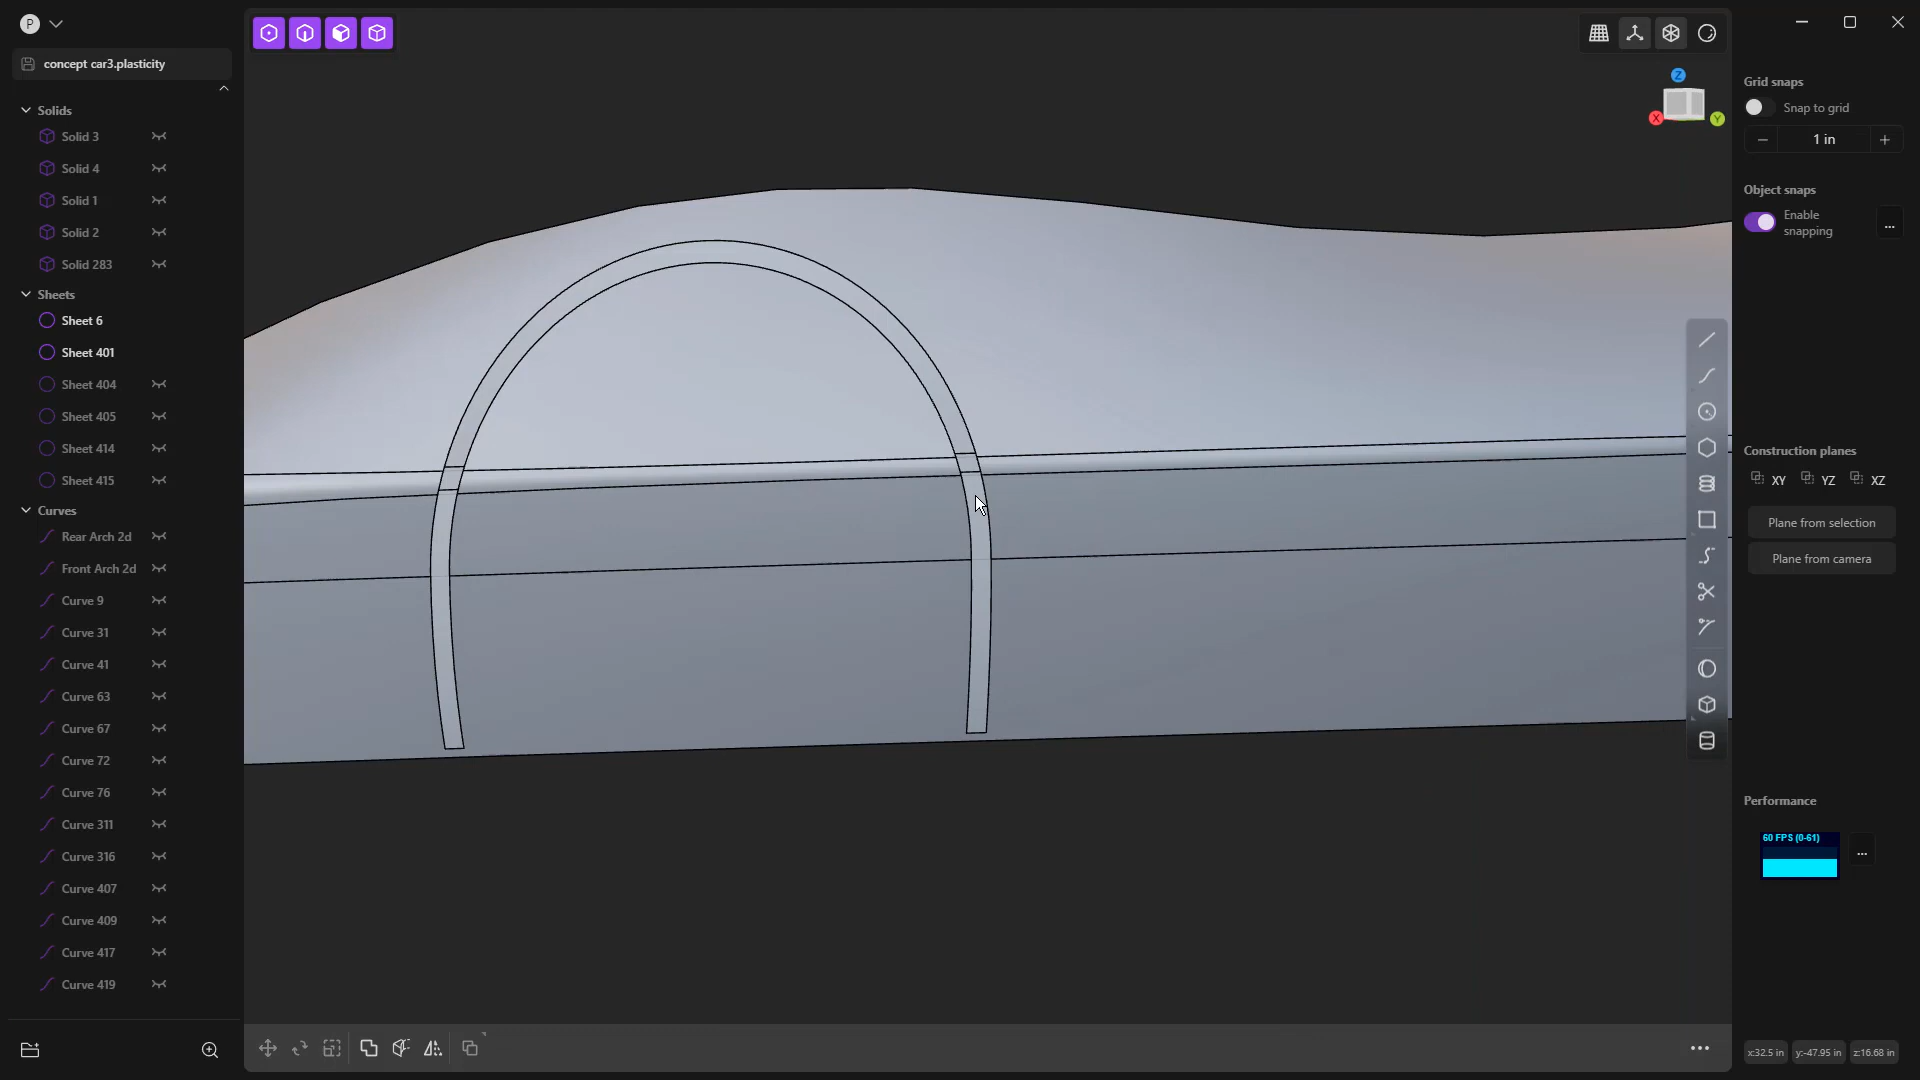 P
concept car3.plasticity
Solids
Solid 3
Solid 4
Solid 1
Solid 2
Solid 283
Sheets
Sheet 6
Sheet 401
Sheet 404
Sheet 405
Sheet 414
Sheet 415
Curves
Rear Arch 2d
Front Arch 2d
Curve 9
Curve 31
Curve 41
Curve 63
Curve 67
Curve 72
Curve 76
Curve 311
Curve 316
Curve 407
Curve 409
Curve 417
Curve 419
Z
X
Y
Grid snaps
Snap to grid
1 in
Object snaps
Enable
snapping
...
Construction planes
XY YZ XZ
Plane from selection
Plane from camera
Performance
60 FPS (0-61)
...
x:32.5 in y:-47.95 in z:16.68 in